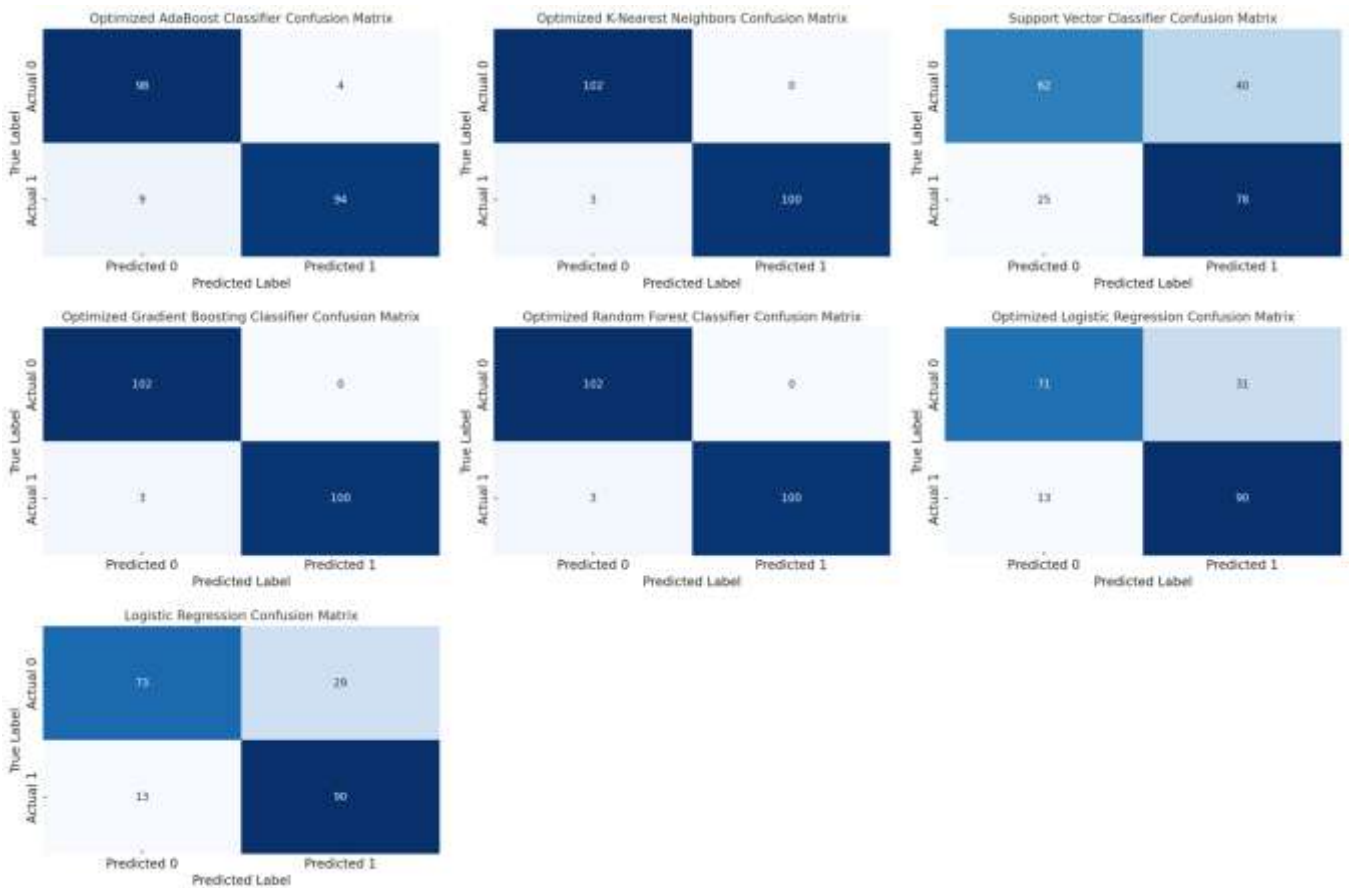 Optimized AdaBoost Classifier Confusion Matrix
True Label
Actual 0
Actual 1
98
4
9
94
Predicted 0
Predicted 1
Predicted Label
Optimized K-Nearest Neighbors Confusion Matrix
True Label
Actual 0
Actual 1
102
0
3
100
Predicted 0
Predicted 1
Predicted Label
Support Vector Classifier Confusion Matrix
True Label
Actual 0
Actual 1
62
40
25
78
Predicted 0
Predicted 1
Predicted Label
Optimized Gradient Boosting Classifier Confusion Matrix
True Label
Actual 0
Actual 1
102
0
3
100
Predicted 0
Predicted 1
Predicted Label
Optimized Random Forest Classifier Confusion Matrix
True Label
Actual 0
Actual 1
102
0
3
100
Predicted 0
Predicted 1
Predicted Label
Optimized Logistic Regression Confusion Matrix
True Label
Actual 0
Actual 1
71
31
13
90
Predicted 0
Predicted 1
Predicted Label
Logistic Regression Confusion Matrix
True Label
Actual 0
Actual 1
73
29
13
90
Predicted 0
Predicted 1
Predicted Label